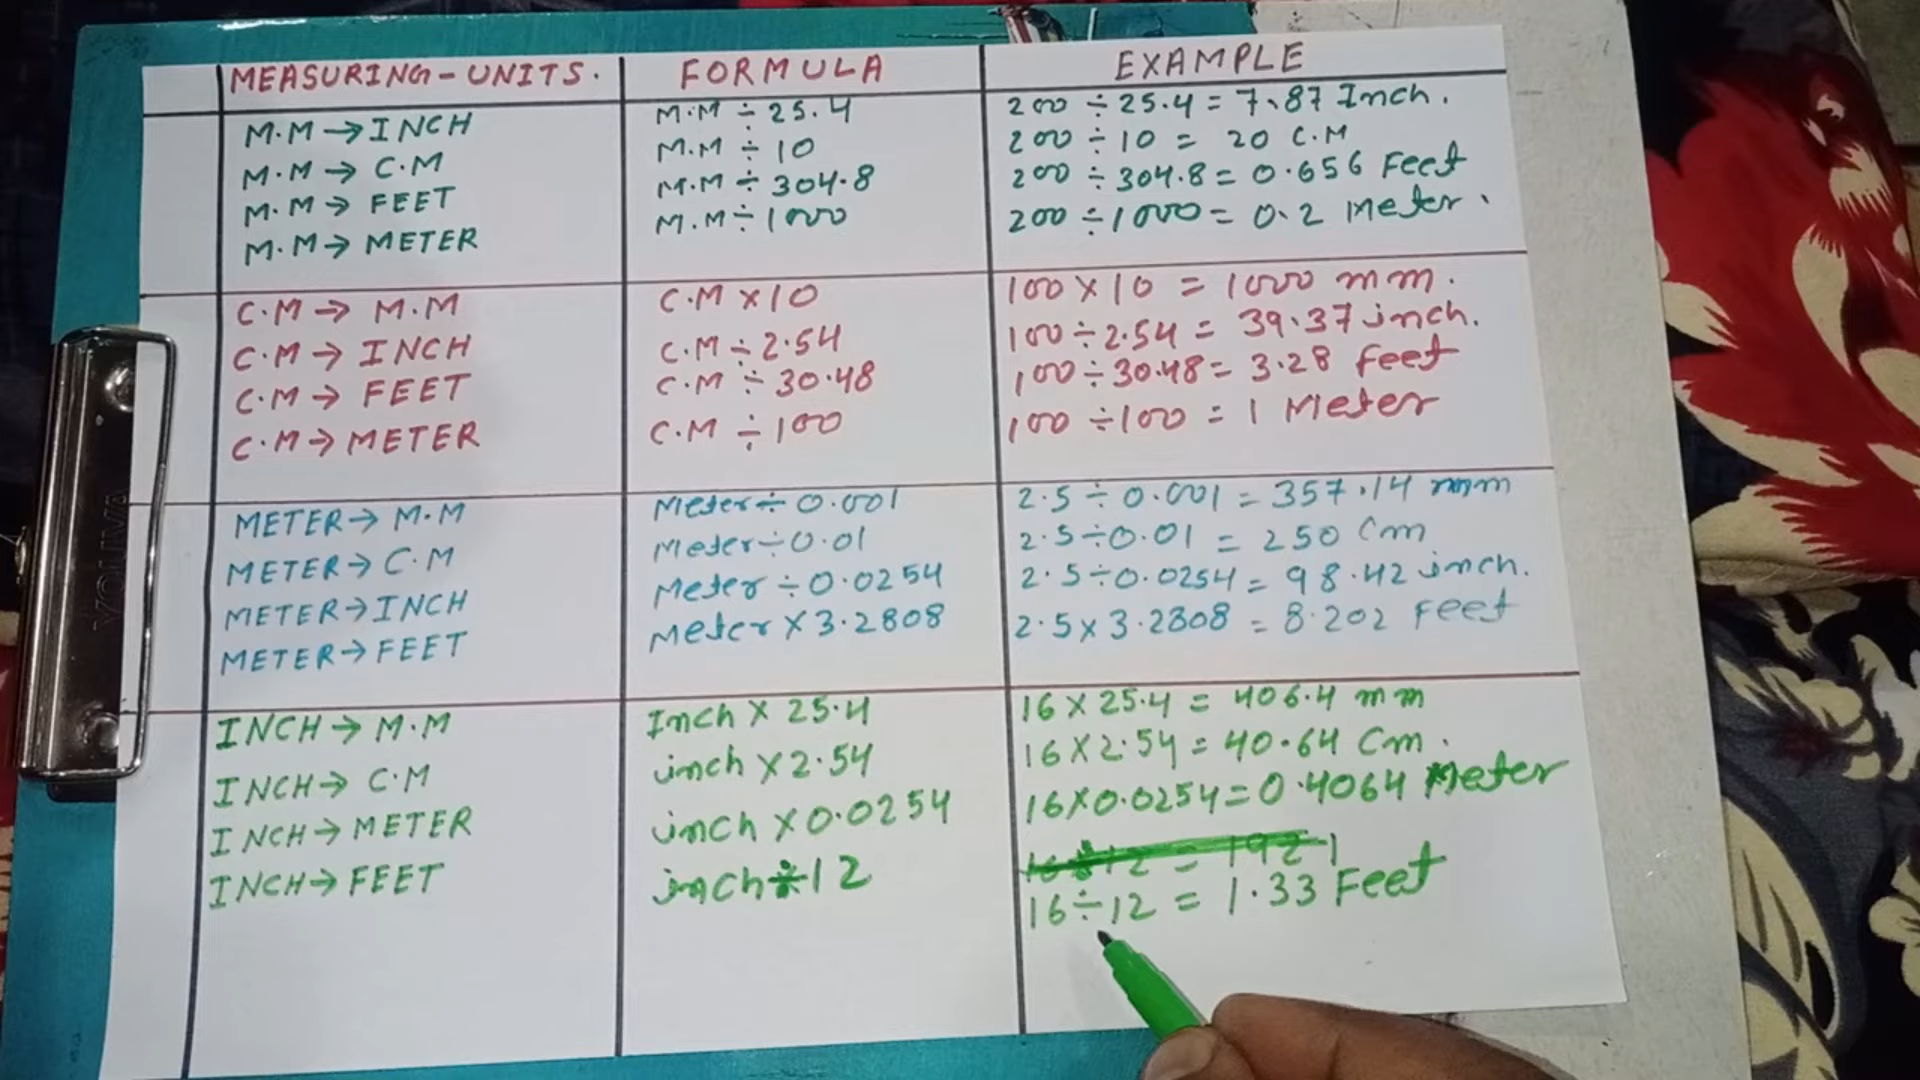 MEASURING-UNITS. FORMULA EXAMPLE
M.M → INCH M.M ÷ 25.4 200 ÷ 25.4 = 7.87 Inch.
M.M → C.M M.M ÷ 10 200 ÷ 10 = 20 C.M
M.M → FEET M.M ÷ 304.8 200 ÷ 304.8 = 0.656 Feet
M.M → METER M.M ÷ 1000 200 ÷ 1000 = 0.2 Meter.
C.M → M.M C.M × 10 100 × 10 = 1000 mm.
C.M → INCH C.M ÷ 2.54 100 ÷ 2.54 = 39.37 inch.
C.M → FEET C.M ÷ 30.48 100 ÷ 30.48 = 3.28 Feet
C.M → METER C.M ÷ 100 100 ÷ 100 = 1 Meter
METER → M.M Meter ÷ 0.001 2.5 ÷ 0.001 = 357.14 mm
METER → C.M Meter ÷ 0.01 2.5 ÷ 0.01 = 250 Cm
METER → INCH Meter ÷ 0.0254 2.5 ÷ 0.0254 = 98.42 inch.
METER → FEET Meter × 3.2808 2.5 × 3.2808 = 8.202 Feet
INCH → M.M Inch × 25.4 16 × 25.4 = 406.4 mm
INCH → C.M inch × 2.54 16 × 2.54 = 40.64 Cm.
INCH → METER inch × 0.0254 16 × 0.0254 = 0.4064 Meter
INCH → FEET inch ÷ 12
16 ÷ 12 = 1.33 Feet